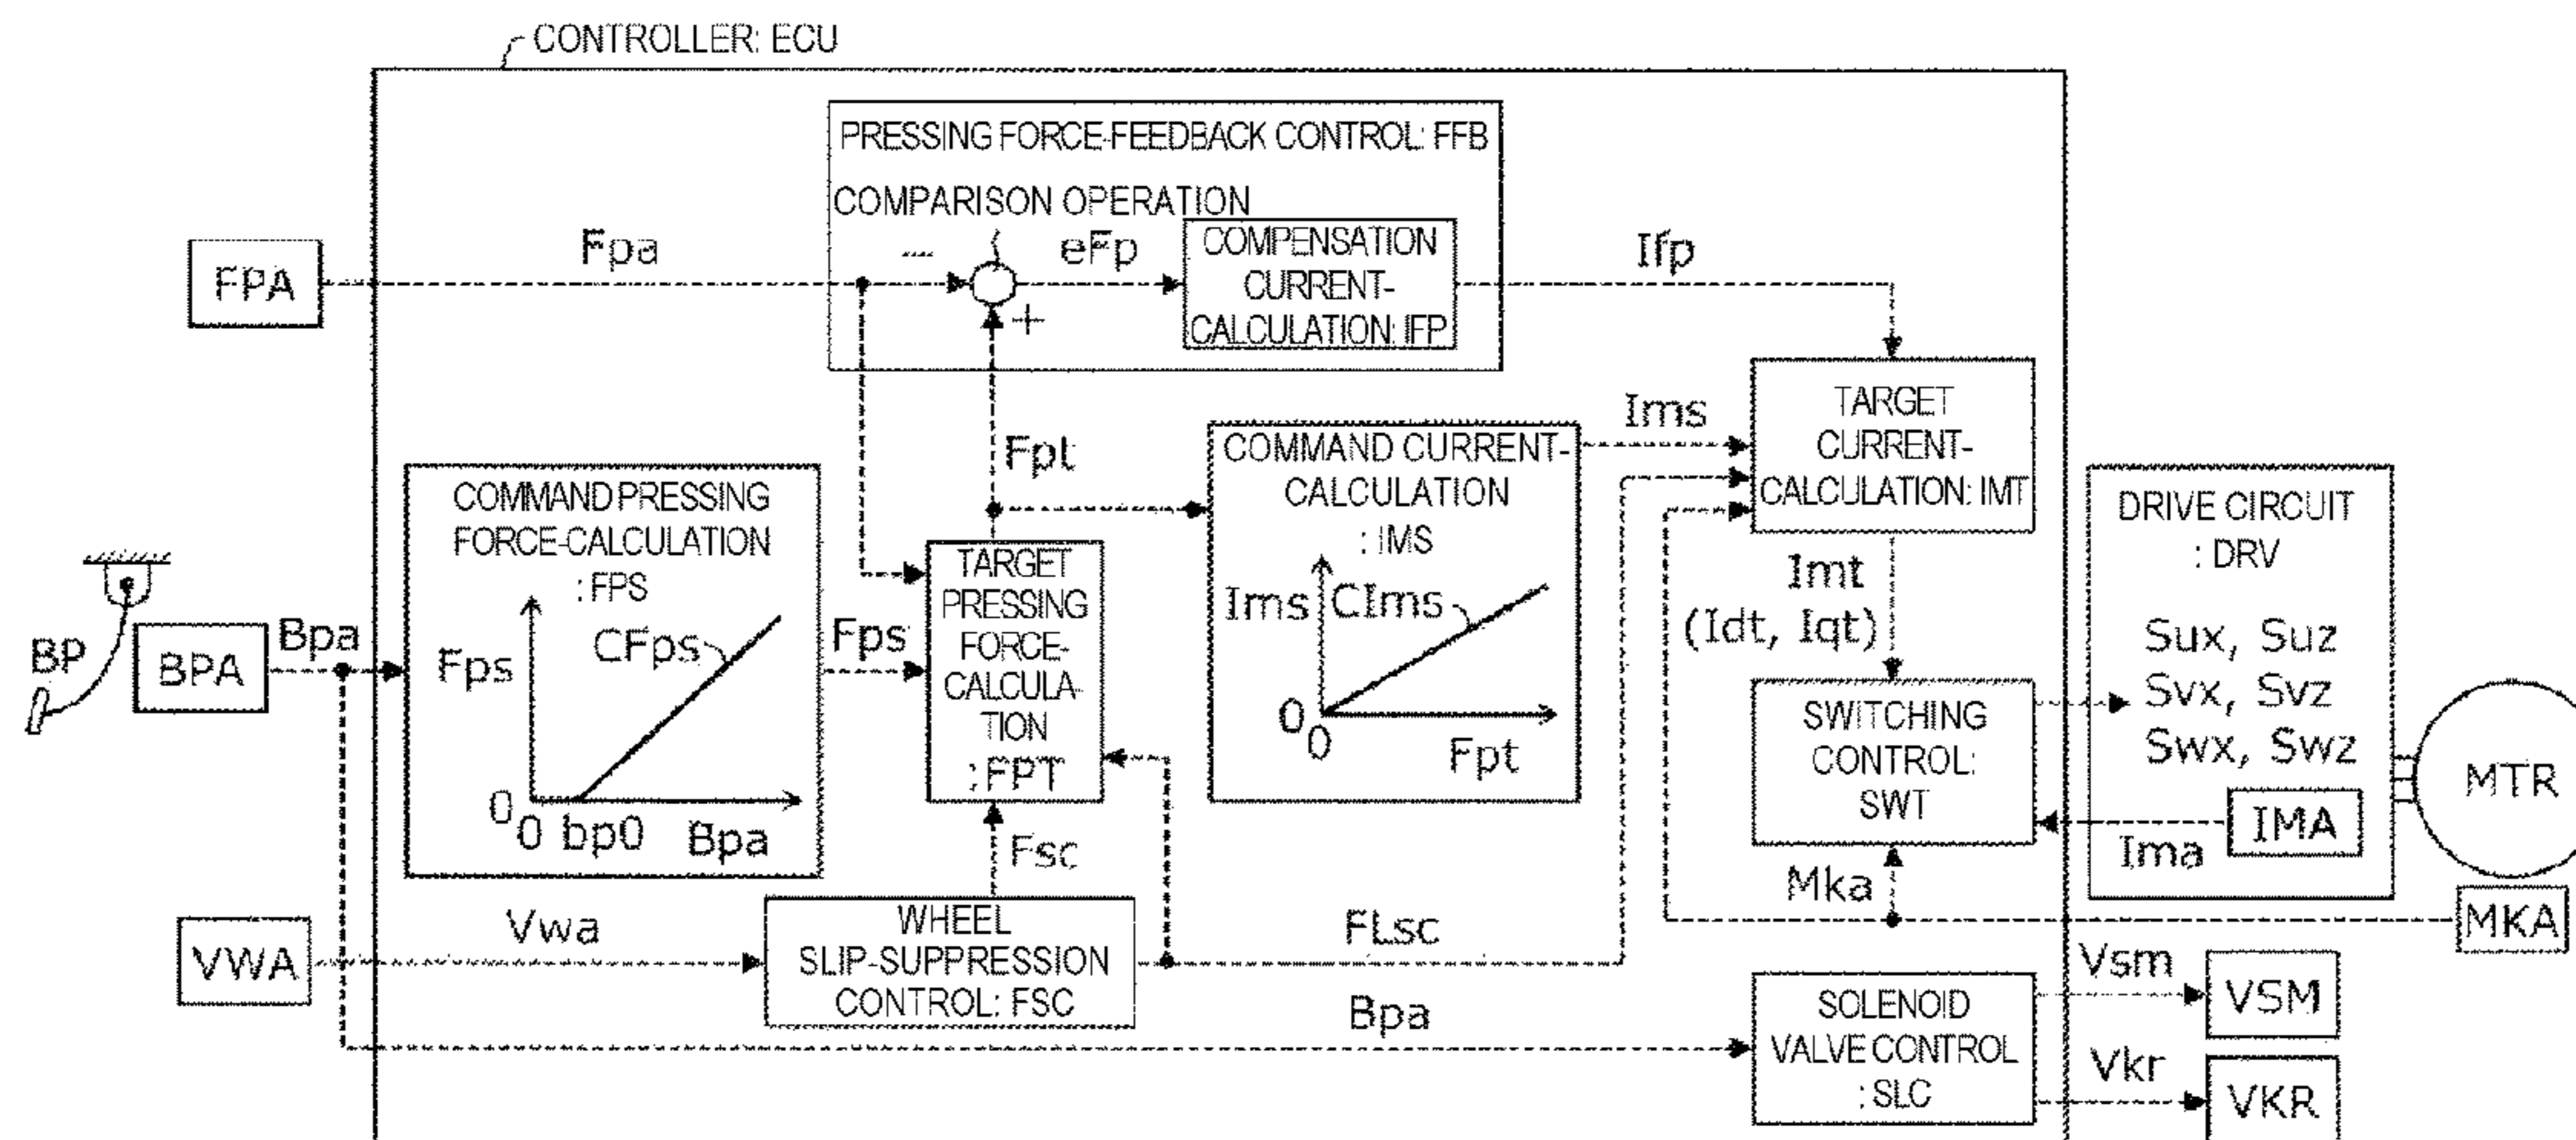 CONTROLLER: ECU
PRESSING FORCE-FEEDBACK CONTROL: FFB
COMPARISON OPERATION
FPA
Fpa
−
+
eFp
COMPENSATION
CURRENT-
CALCULATION: IFP
Ifp
TARGET
CURRENT-
CALCULATION: IMT
Fpt
Ims
COMMAND PRESSING
FORCE-CALCULATION
: FPS
Fps
CFps
0
0
bp0
Bpa
BP
BPA
Bpa
Fps
TARGET
PRESSING
FORCE-
CALCULA-
TION
: FPT
COMMAND CURRENT-
CALCULATION
: IMS
Ims
CIms
0
0
Fpt
Imt
(Idt, Iqt)
DRIVE CIRCUIT
: DRV
Sux, Suz
Svx, Svz
Swx, Swz
IMA
Ima
MTR
MKA
SWITCHING
CONTROL:
SWT
Mka
Fsc
VWA
Vwa
WHEEL
SLIP-SUPPRESSION
CONTROL: FSC
FLsc
Bpa
SOLENOID
VALVE CONTROL
: SLC
Vsm
VSM
Vkr
VKR